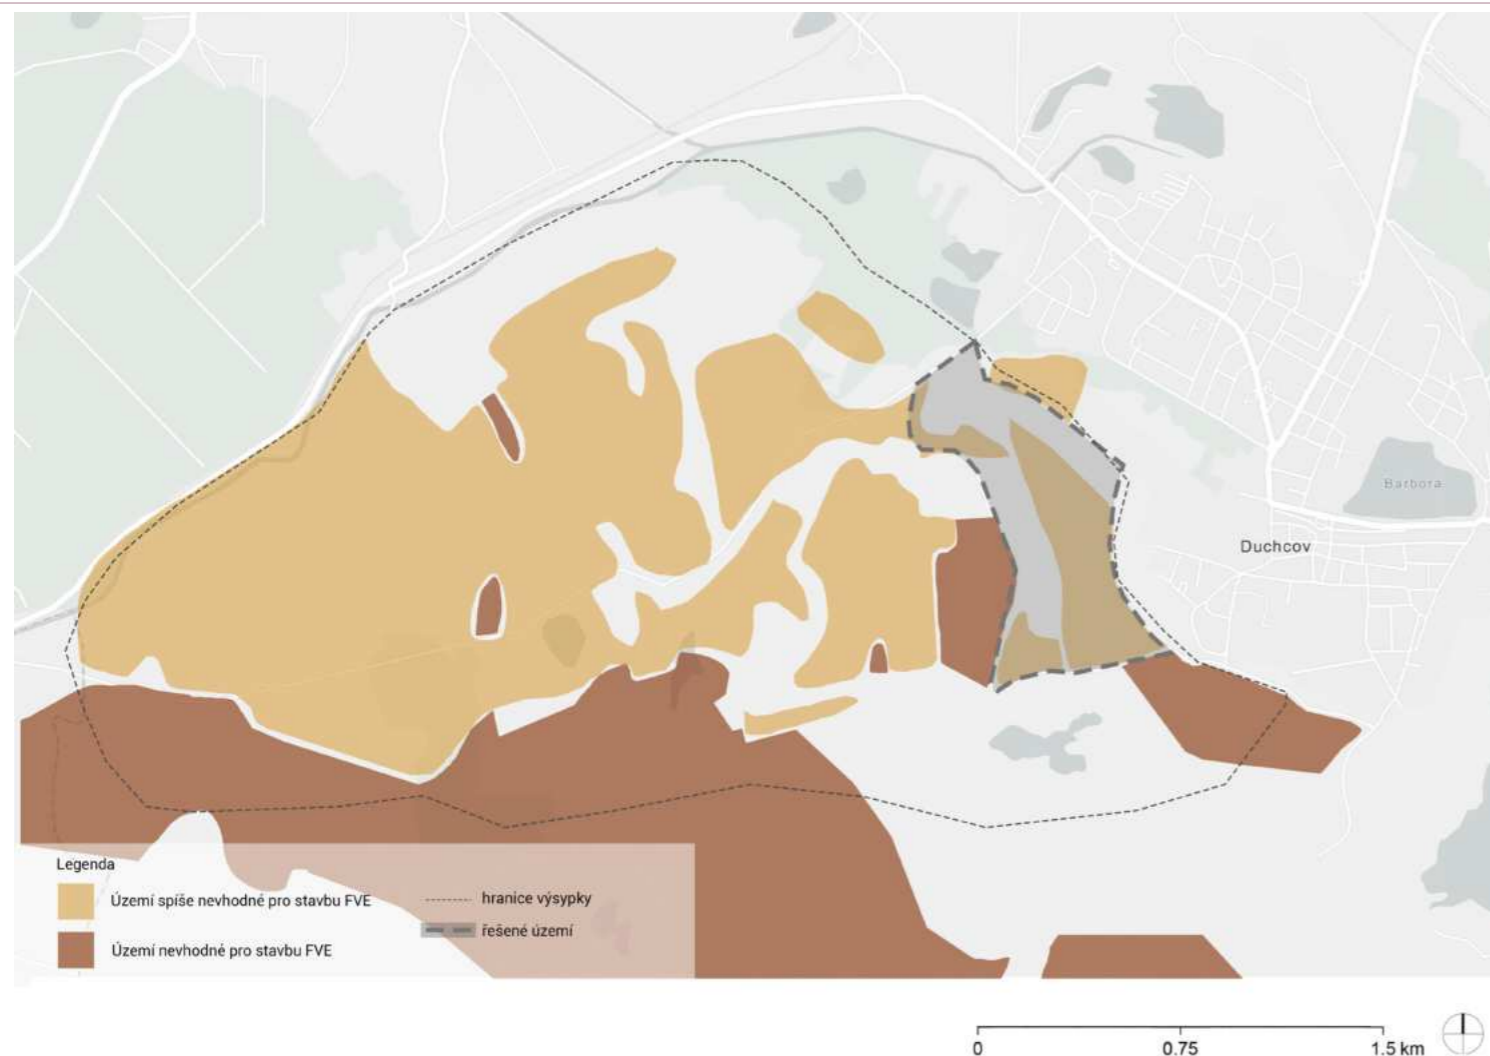 Barbora
Duchcov
Legenda
Území spíše nevhodné pro stavbu FVE
Území nevhodné pro stavbu FVE
hranice výsypky
řešené území
0 0.75 1.5 km